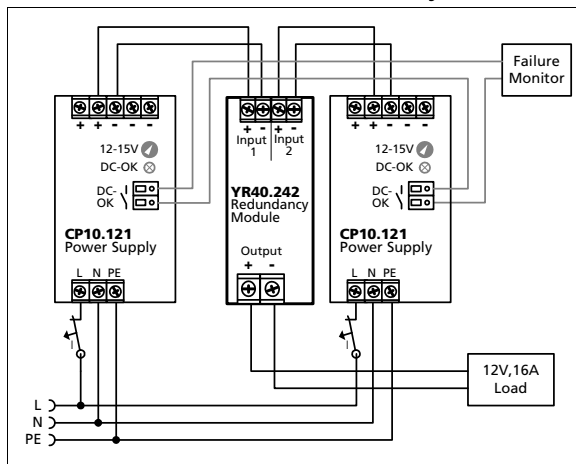 Failure
Monitor
+ + - - -
12-15V
DC-OK
DC-
OK
CP10.121
Power Supply
L N PE
+ - + -
Input
1
Input
2
YR40.242
Redundancy
Module
Output
+ -
+ + - - -
12-15V
DC-OK
DC-
OK
CP10.121
Power Supply
L N PE
I
I
12V,16A
Load
L
N
PE